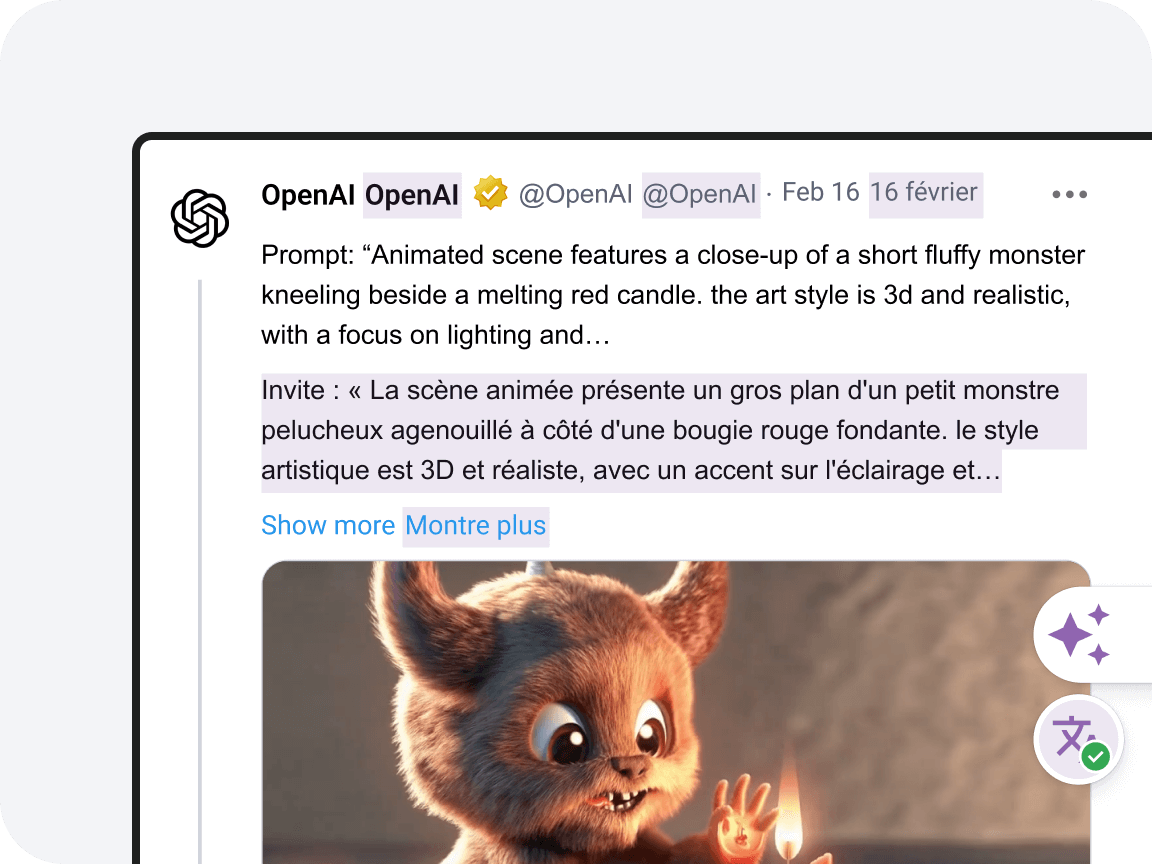 OpenAI OpenAI @OpenAI @OpenAI · Feb 16 16 février
Prompt: “Animated scene features a close-up of a short fluffy monster
kneeling beside a melting red candle. the art style is 3d and realistic,
with a focus on lighting and…
Invite : « La scène animée présente un gros plan d'un petit monstre
pelucheux agenouillé à côté d'une bougie rouge fondante. le style
artistique est 3D et réaliste, avec un accent sur l'éclairage et…
Show more Montre plus